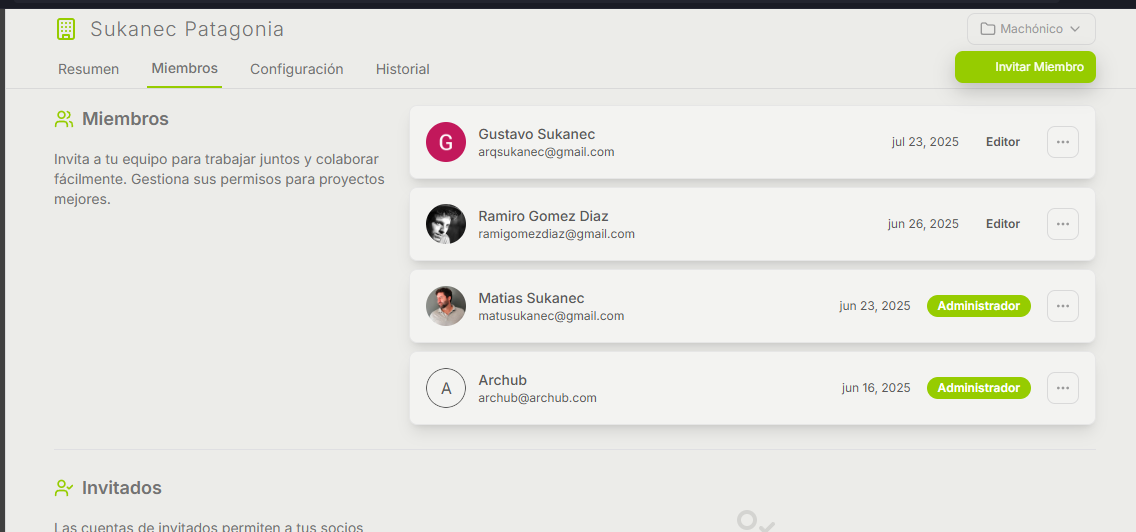 Sukanec Patagonia
Machónico
Resumen
Miembros
Configuración
Historial
Invitar Miembro
Miembros
Invita a tu equipo para trabajar juntos y colaborar
fácilmente. Gestiona sus permisos para proyectos
mejores.
G
Gustavo Sukanec
arqsukanec@gmail.com
jul 23, 2025
Editor
Ramiro Gomez Diaz
ramigomezdiaz@gmail.com
jun 26, 2025
Editor
Matias Sukanec
matusukanec@gmail.com
jun 23, 2025
Administrador
A
Archub
archub@archub.com
jun 16, 2025
Administrador
Invitados
Las cuentas de invitados permiten a tus socios